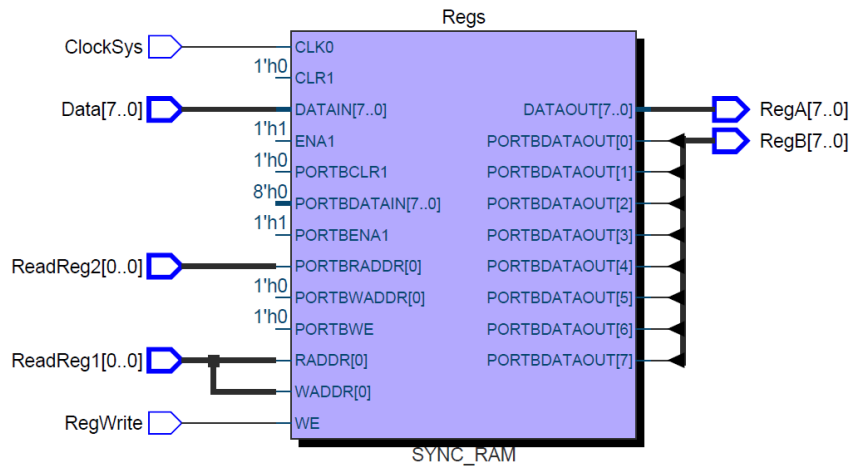 Regs
ClockSys
CLK0
1'h0
CLR1
Data[7..0]
DATAIN[7..0]
DATAOUT[7..0]
RegA[7..0]
1'h1
ENA1
PORTBDATAOUT[0]
RegB[7..0]
1'h0
PORTBCLR1
PORTBDATAOUT[1]
8'h0
PORTBDATAIN[7..0]
PORTBDATAOUT[2]
1'h1
PORTBENA1
PORTBDATAOUT[3]
ReadReg2[0..0]
PORTBRADDR[0]
PORTBDATAOUT[4]
1'h0
PORTBWADDR[0]
PORTBDATAOUT[5]
1'h0
PORTBWE
PORTBDATAOUT[6]
ReadReg1[0..0]
RADDR[0]
PORTBDATAOUT[7]
WADDR[0]
RegWrite
WE
SYNC_RAM